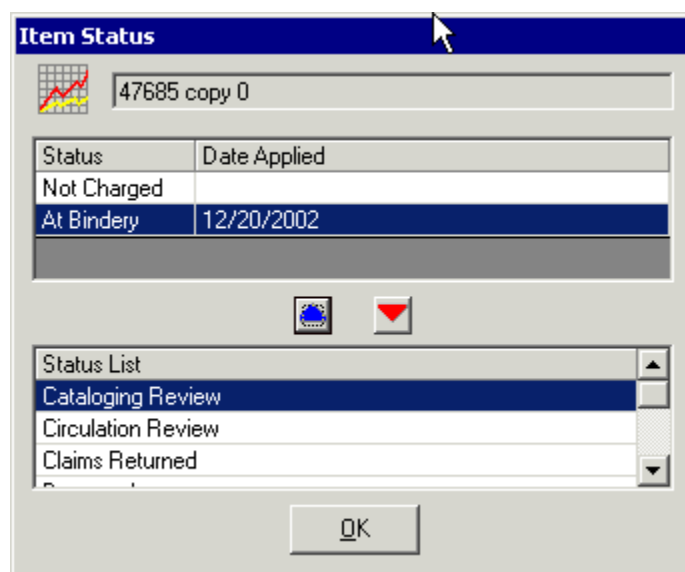 Item Status
47685 copy 0
Status Date Applied
Not Charged
At Bindery 12/20/2002
Status List
Cataloging Review
Circulation Review
Claims Returned
OK